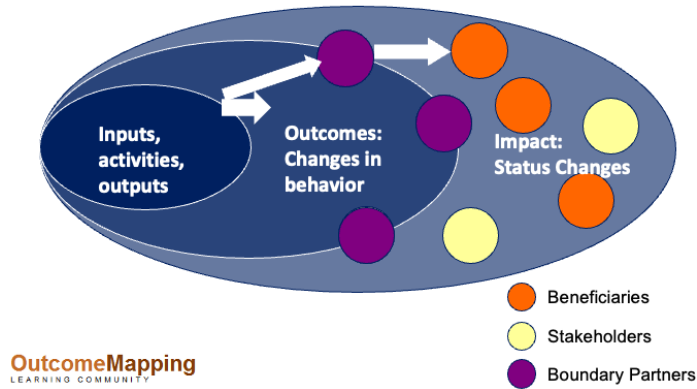 Inputs,
activities,
outputs
Outcomes:
Changes in
behavior
Impact:
Status Changes
Beneficiaries
Stakeholders
Boundary Partners
OutcomeMapping
LEARNING COMMUNITY